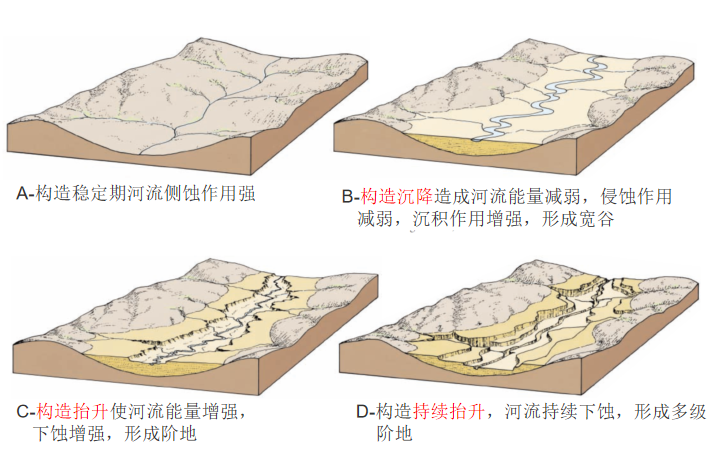 A-构造稳定期河流侧蚀作用强
B-构造沉降造成河流能量减弱，侵蚀作用
减弱，沉积作用增强，形成宽谷
C-构造抬升使河流能量增强，
下蚀增强，形成阶地
D-构造持续抬升，河流持续下蚀，形成多级
阶地